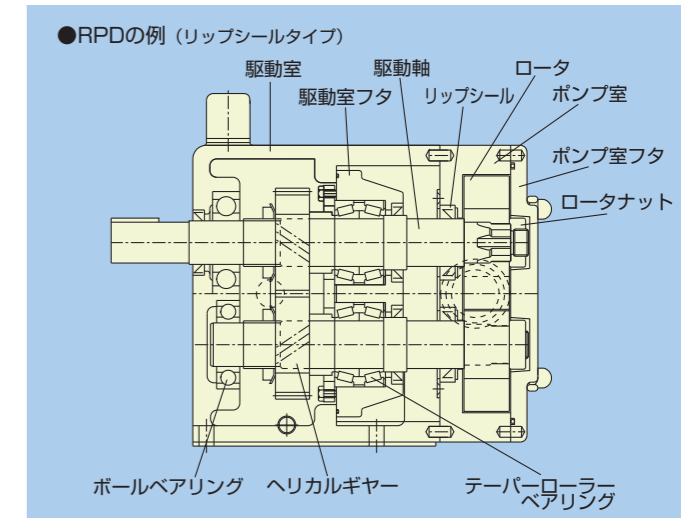 ●RPDの例（リップシールタイプ）
駆動室
駆動軸
ロータ
駆動室フタ
リップシール
ポンプ室
ポンプ室フタ
ロータナット
ボールベアリング
ヘリカルギヤー
テーパーローラー
ベアリング